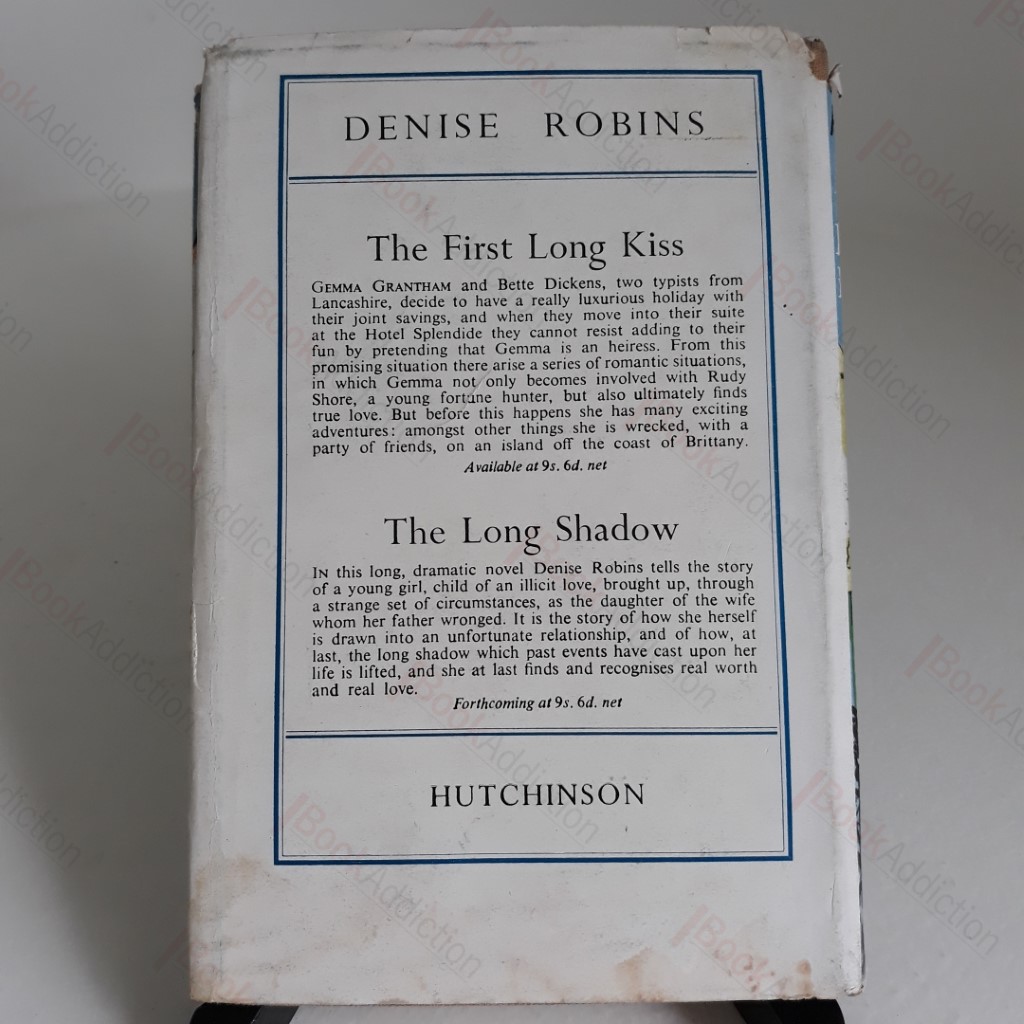 DENISE ROBINS
The First Long Kiss
GEMMA GRANTHAM and Bette Dickens, two typists from
Lancashire, decide to have a really luxurious holiday with
their joint savings, and when they move into their suite
at the Hotel Splendide they cannot resist adding to their
fun by pretending that Gemma is an heiress. From this
promising situation there arise a series of romantic situations,
in which Gemma not only becomes involved with Rudy
Shore, a young fortune hunter, but also ultimately finds
true love. But before this happens she has many exciting
adventures: amongst other things she is wrecked, with a
party of friends, on an island off the coast of Brittany.
Available at 9s. 6d. net
The Long Shadow
IN this long, dramatic novel Denise Robins tells the story
of a young girl, child of an illicit love, brought up, through
a strange set of circumstances, as the daughter of the wife
whom her father wronged. It is the story of how she herself
is drawn into an unfortunate relationship, and of how, at
last, the long shadow which past events have cast upon her
life is lifted, and she at last finds and recognises real worth
and real love.
Forthcoming at 9s. 6d. net
HUTCHINSON
BookAddiction